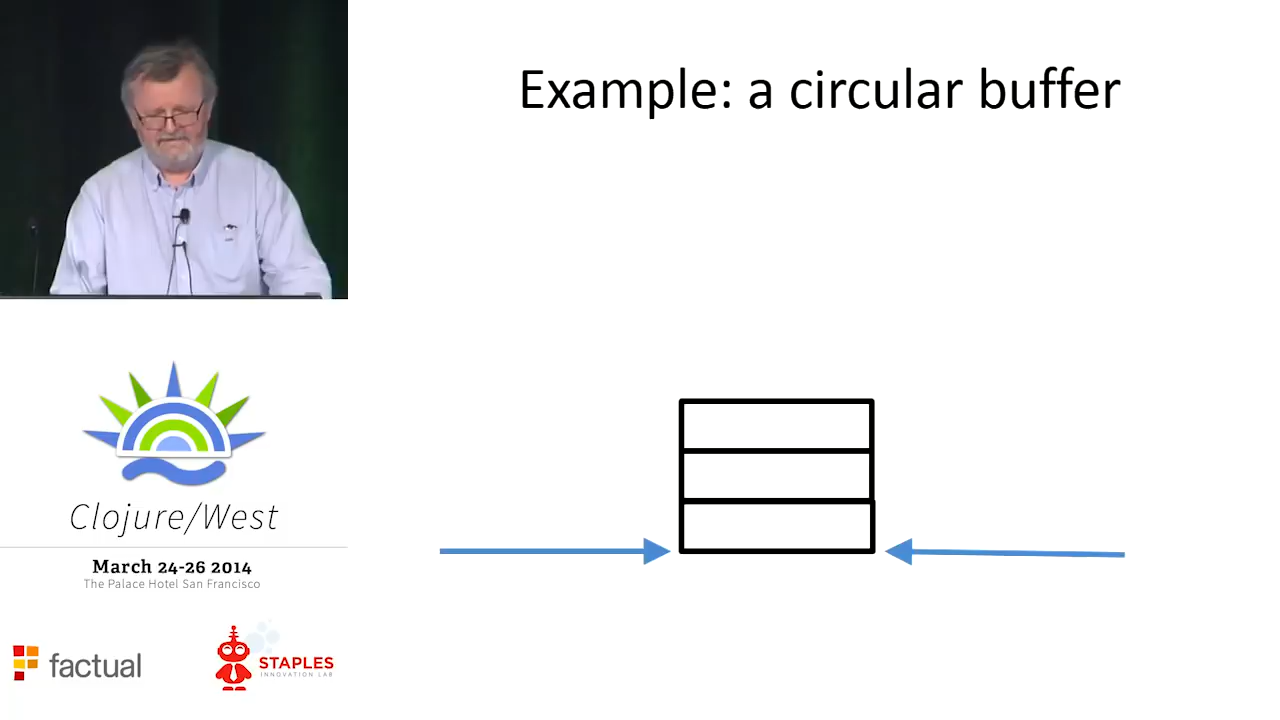 Example: a circular buffer
Clojure/West
March 24-26 2014
The Palace Hotel San Francisco
factual
STAPLES
INNOVATION LAB